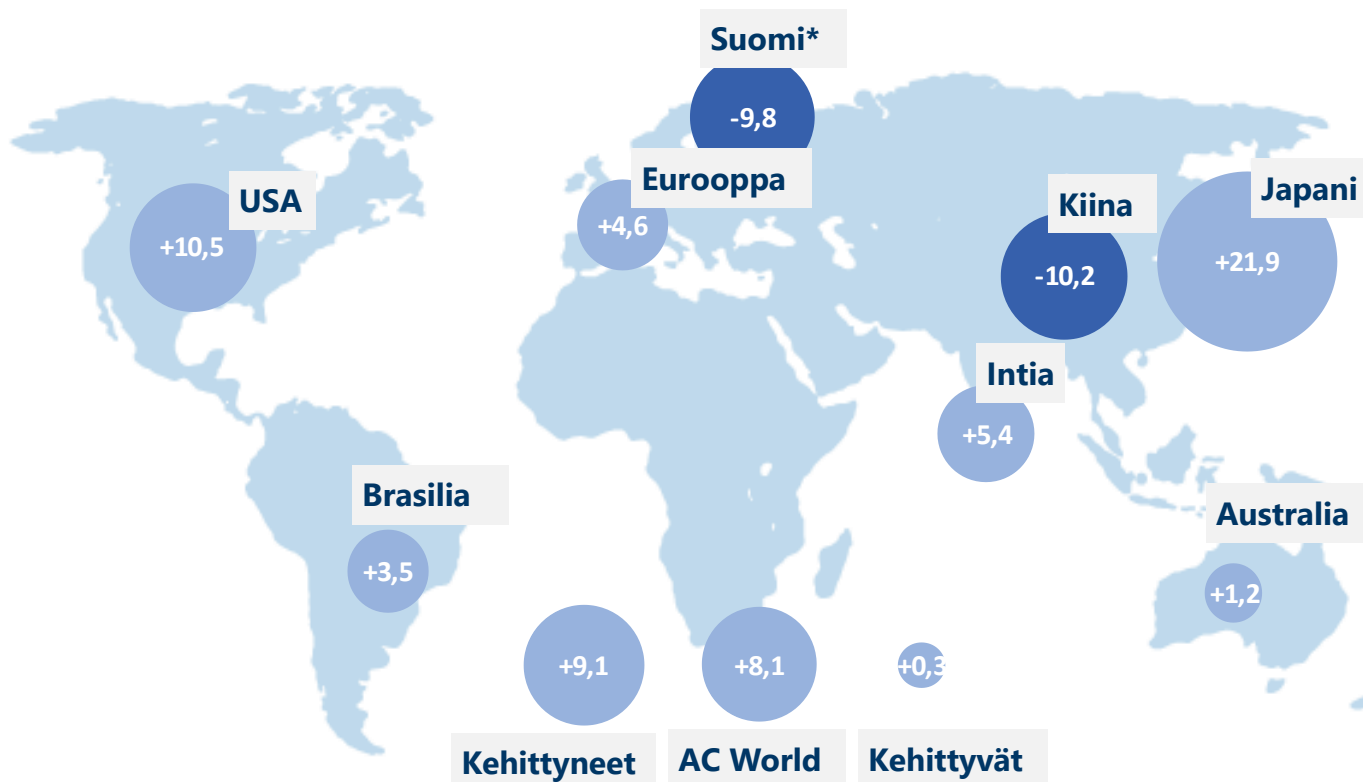 Suomi*
-9,8
Eurooppa
+4,6
USA
+10,5
Kiina
-10,2
Japani
+21,9
Intia
+5,4
Brasilia
+3,5
Australia
+1,2
+9,1
Kehittyneet
+8,1
AC World
+0,3
Kehittyvät